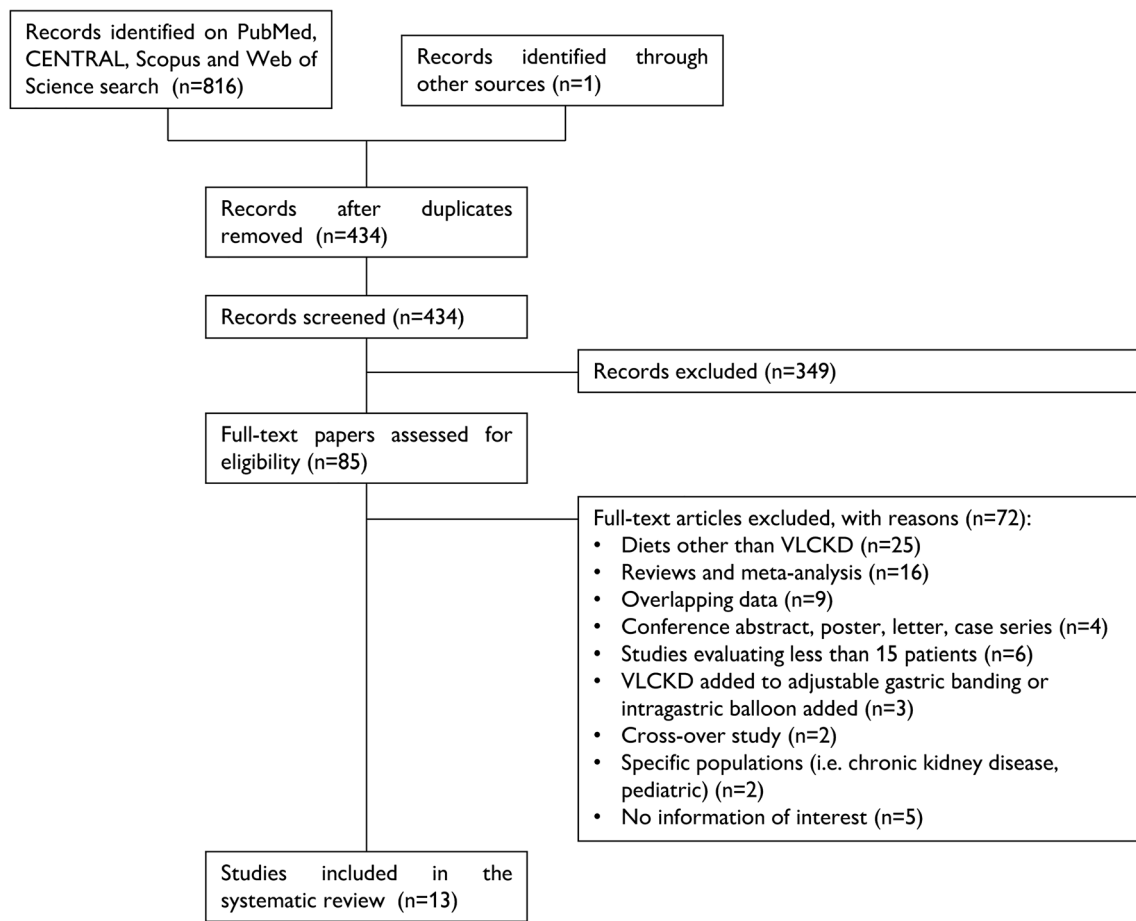 Records identified on PubMed,
CENTRAL, Scopus and Web of
Science search (n=816)
Records identified through
other sources (n=1)
Records after duplicates
removed (n=434)
Records screened (n=434)
Records excluded (n=349)
Full-text papers assessed for
eligibility (n=85)
Full-text articles excluded, with reasons (n=72):
• Diets other than VLCKD (n=25)
• Reviews and meta-analysis (n=16)
• Overlapping data (n=9)
• Conference abstract, poster, letter, case series (n=4)
• Studies evaluating less than 15 patients (n=6)
• VLCKD added to adjustable gastric banding or
intragastric balloon added (n=3)
• Cross-over study (n=2)
• Specific populations (i.e. chronic kidney disease,
pediatric) (n=2)
• No information of interest (n=5)
Studies included in the
systematic review (n=13)